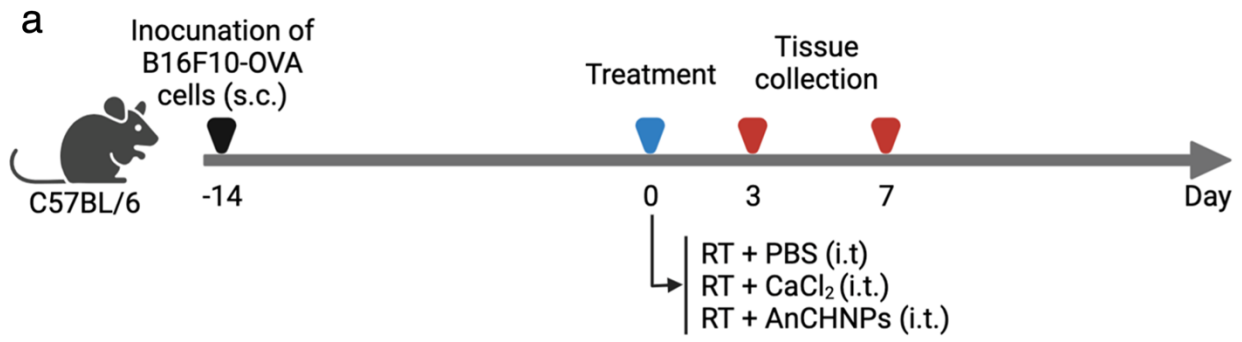 a
Inocunation of
B16F10-OVA
cells (s.c.)
Treatment
Tissue
collection
C57BL/6
-14
0
3
7
Day
RT + PBS (i.t)
RT + CaCl₂ (i.t.)
RT + AnCHNPs (i.t.)